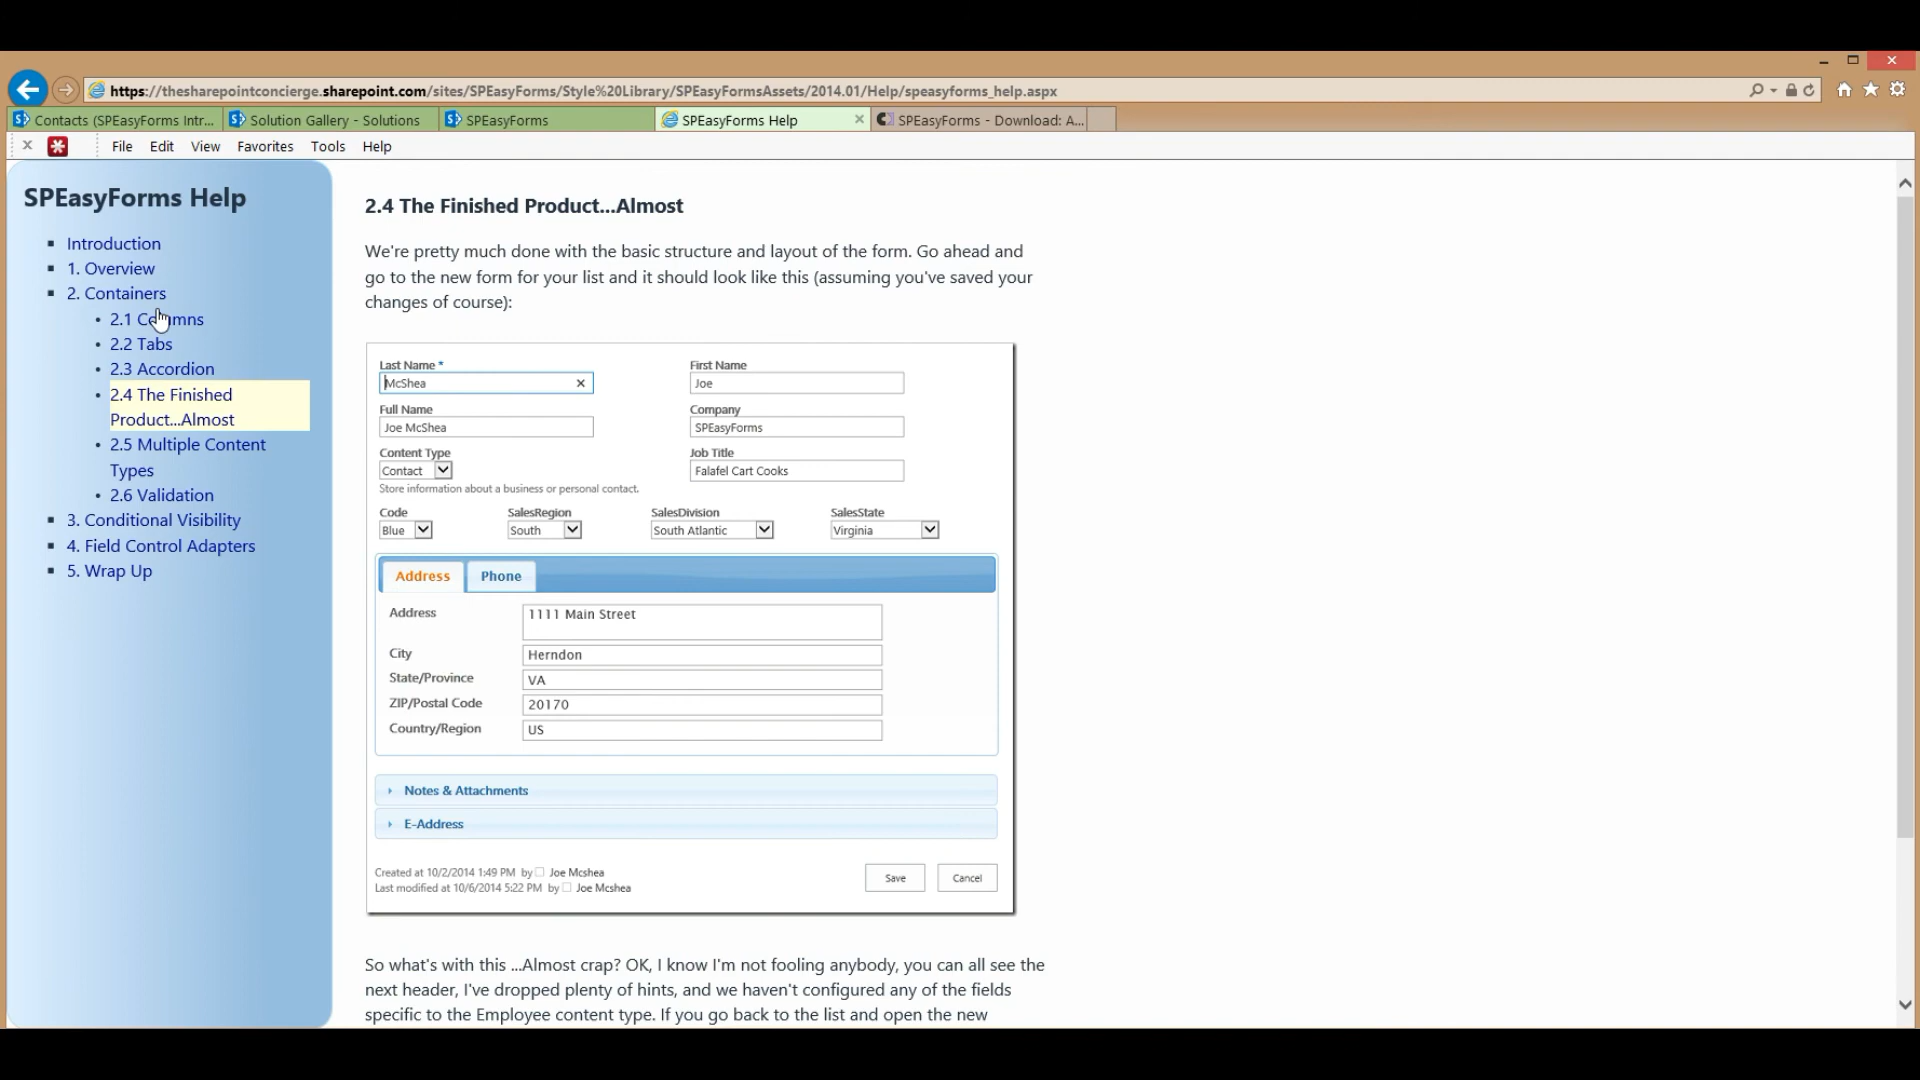 https://thesharepointconcierge.sharepoint.com/sites/SPEasyForms/Style%20Library/SPEasyFormsAssets/2014.01/Help/speasyforms_help.aspx
Contacts (SPEasyForms Intr...
Solution Gallery - Solutions
SPEasyForms
SPEasyForms Help
SPEasyForms - Download: A...
File Edit View Favorites Tools Help
SPEasyForms Help
Introduction
1. Overview
2. Containers
2.1 Columns
2.2 Tabs
2.3 Accordion
2.4 The Finished
Product...Almost
2.5 Multiple Content
Types
2.6 Validation
3. Conditional Visibility
4. Field Control Adapters
5. Wrap Up
2.4 The Finished Product...Almost
We're pretty much done with the basic structure and layout of the form. Go ahead and
go to the new form for your list and it should look like this (assuming you've saved your
changes of course):
Last Name * First Name
McShea Joe
Full Name Company
Joe McShea SPEasyForms
Content Type Job Title
Contact Falafel Cart Cooks
Store information about a business or personal contact.
Code SalesRegion SalesDivision SalesState
Blue South South Atlantic Virginia
Address Phone
Address 1111 Main Street
City Herndon
State/Province VA
ZIP/Postal Code 20170
Country/Region US
Notes & Attachments
E-Address
Created at 10/2/2014 1:49 PM by Joe Mcshea
Last modified at 10/6/2014 5:22 PM by Joe Mcshea
Save Cancel
So what's with this ...Almost crap? OK, I know I'm not fooling anybody, you can all see the
next header, I've dropped plenty of hints, and we haven't configured any of the fields
specific to the Employee content type. If you go back to the list and open the new